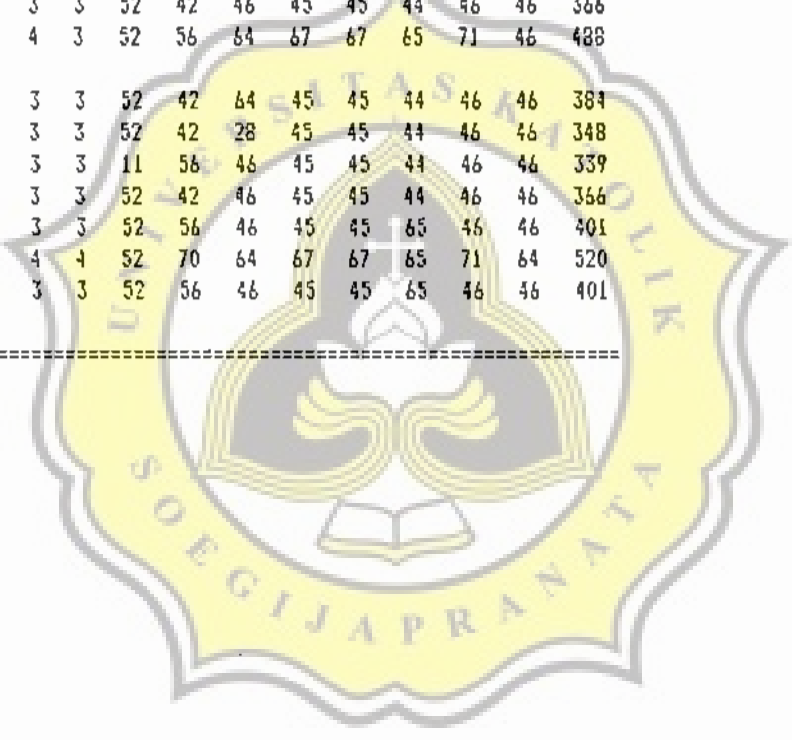 3 3 52 42 46 45 45 44 46 46 366
4 3 52 56 64 67 67 65 71 46 488
3 3 52 42 64 45 45 44 46 46 384
3 3 52 42 28 45 45 44 46 46 348
3 3 11 56 46 45 45 44 46 46 339
3 3 52 42 46 45 45 44 46 46 366
3 3 52 56 46 45 45 65 46 46 401
4 4 52 70 64 67 67 65 71 64 520
3 3 52 56 46 45 45 65 46 46 401
UNIVERSITAS KATOLIK
SOEGIJAPRANATA